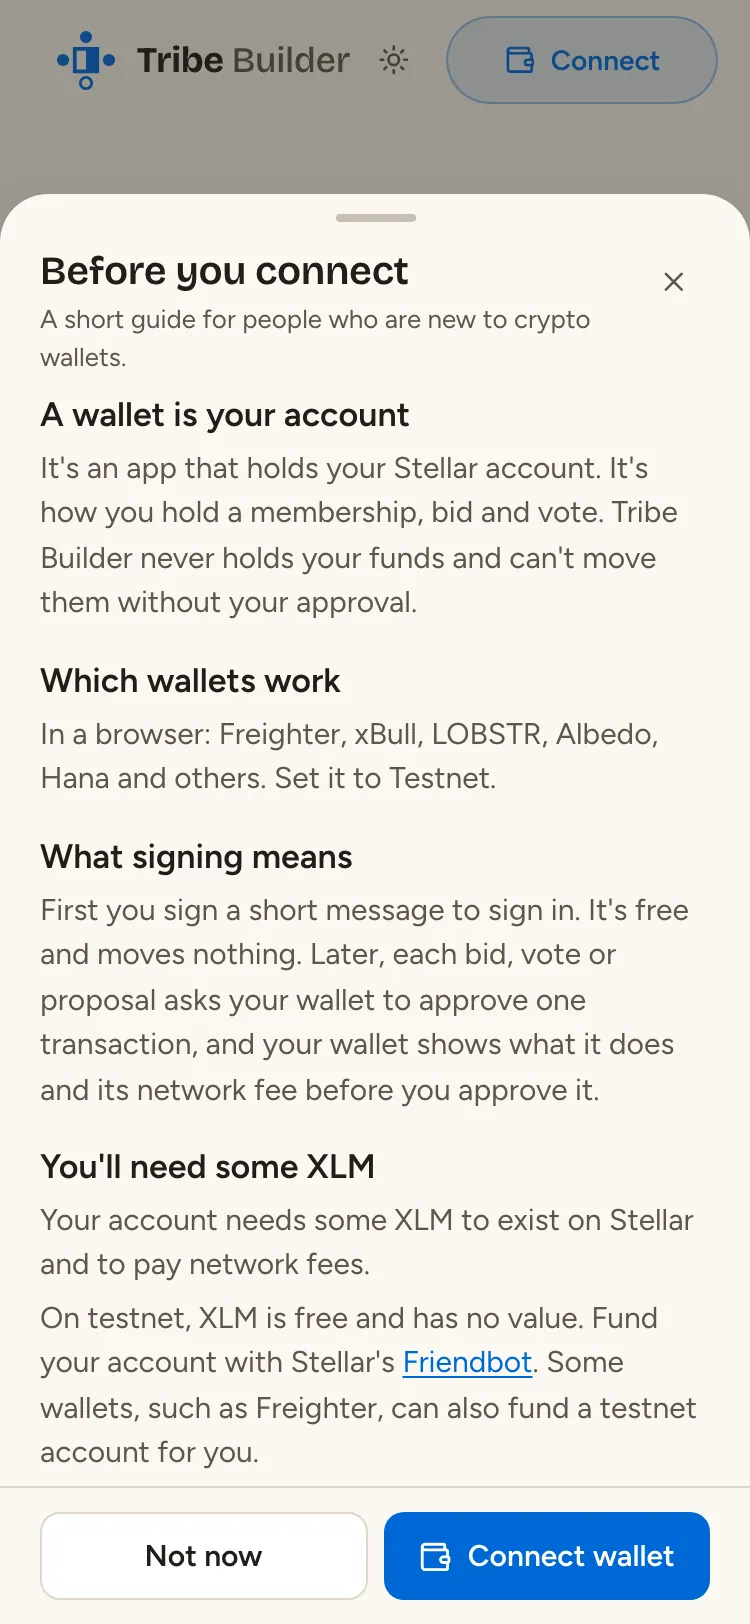 Tribe Builder
Connect
Before you connect
A short guide for people who are new to crypto
wallets.
A wallet is your account
It's an app that holds your Stellar account. It's
how you hold a membership, bid and vote. Tribe
Builder never holds your funds and can't move
them without your approval.
Which wallets work
In a browser: Freighter, xBull, LOBSTR, Albedo,
Hana and others. Set it to Testnet.
What signing means
First you sign a short message to sign in. It's free
and moves nothing. Later, each bid, vote or
proposal asks your wallet to approve one
transaction, and your wallet shows what it does
and its network fee before you approve it.
You'll need some XLM
Your account needs some XLM to exist on Stellar
and to pay network fees.
On testnet, XLM is free and has no value. Fund
your account with Stellar's Friendbot. Some
wallets, such as Freighter, can also fund a testnet
account for you.
Not now
Connect wallet